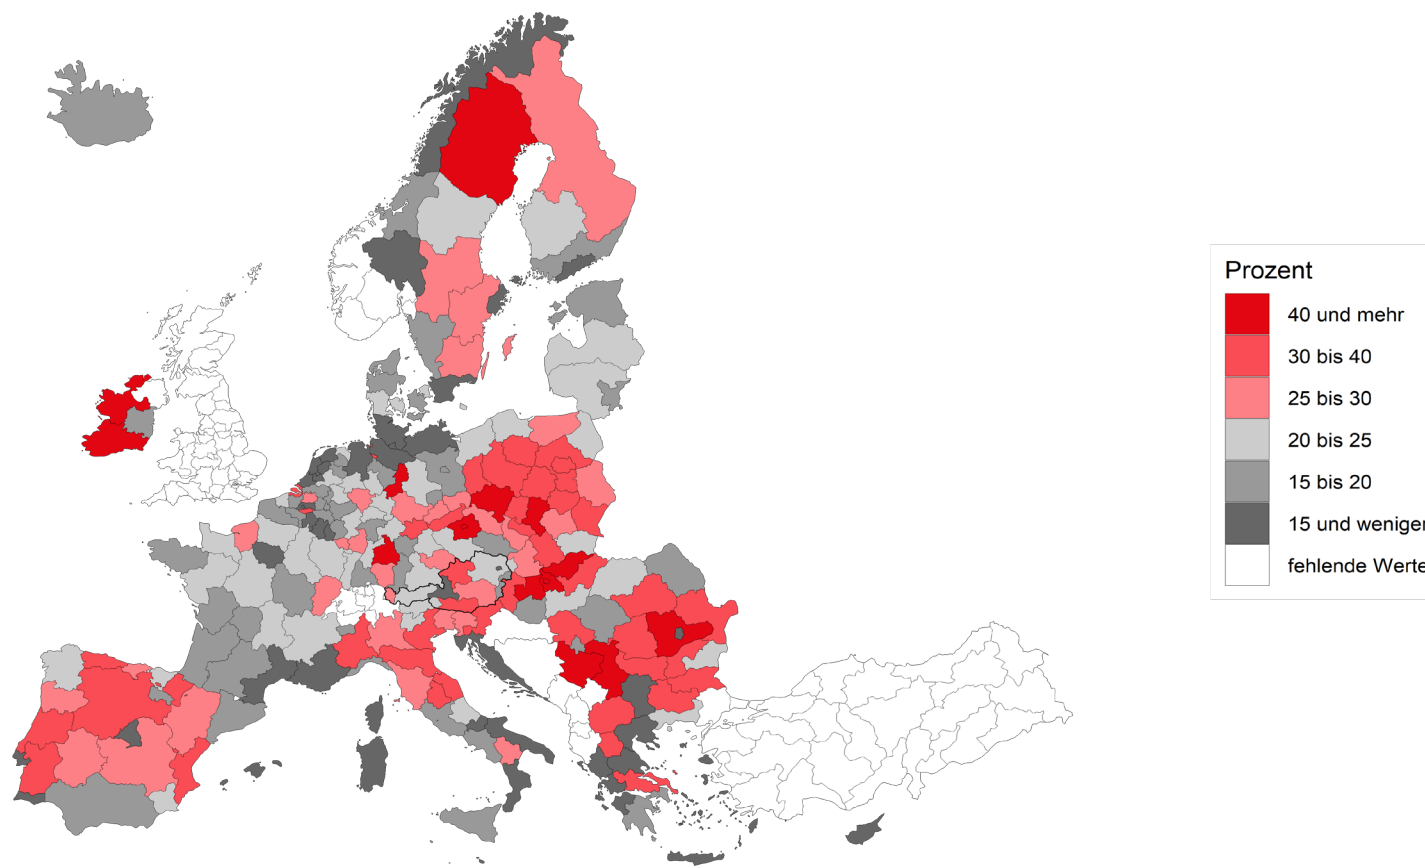 Prozent
40 und mehr
30 bis 40
25 bis 30
20 bis 25
15 bis 20
15 und weniger
fehlende Werte